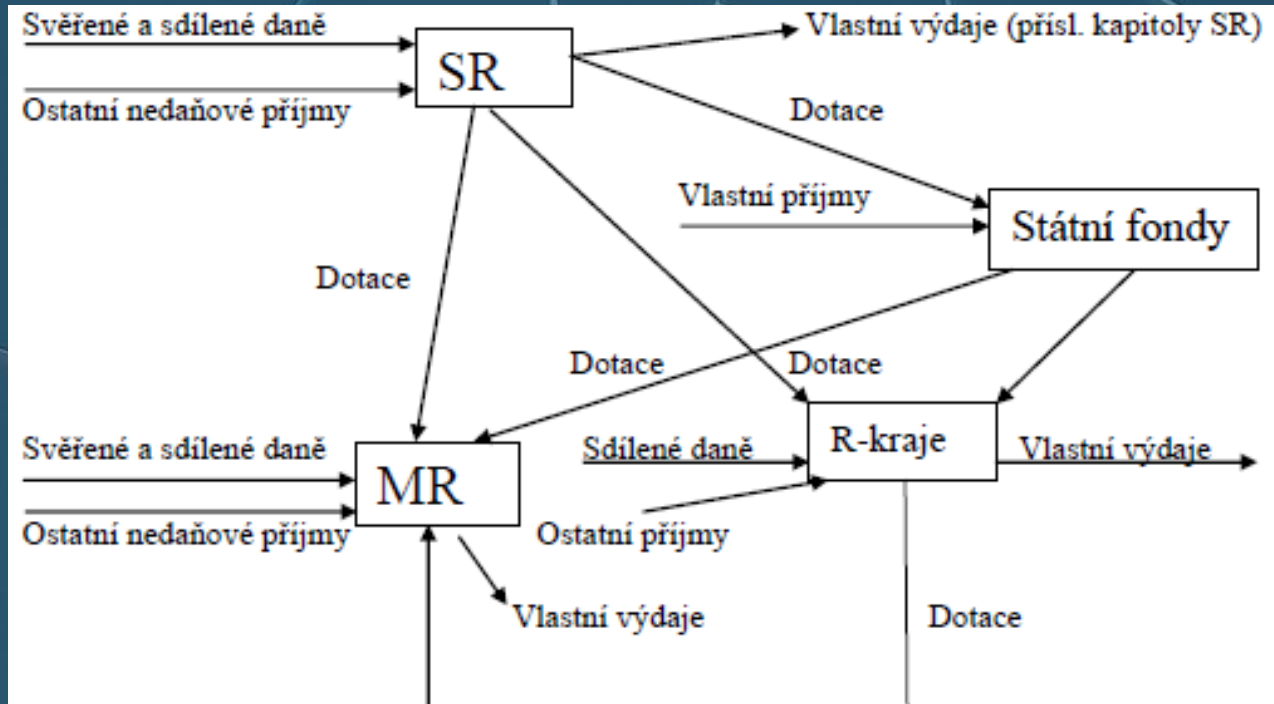 Svěřené a sdílené daně
Vlastní výdaje (přísl. kapitoly SR)
SR
Ostatní nedaňové příjmy
Dotace
Vlastní příjmy
Státní fondy
Dotace
Dotace
Dotace
Svěřené a sdílené daně
Sdílené daně
R-kraje
Vlastní výdaje
MR
Ostatní nedaňové příjmy
Ostatní příjmy
Vlastní výdaje
Dotace